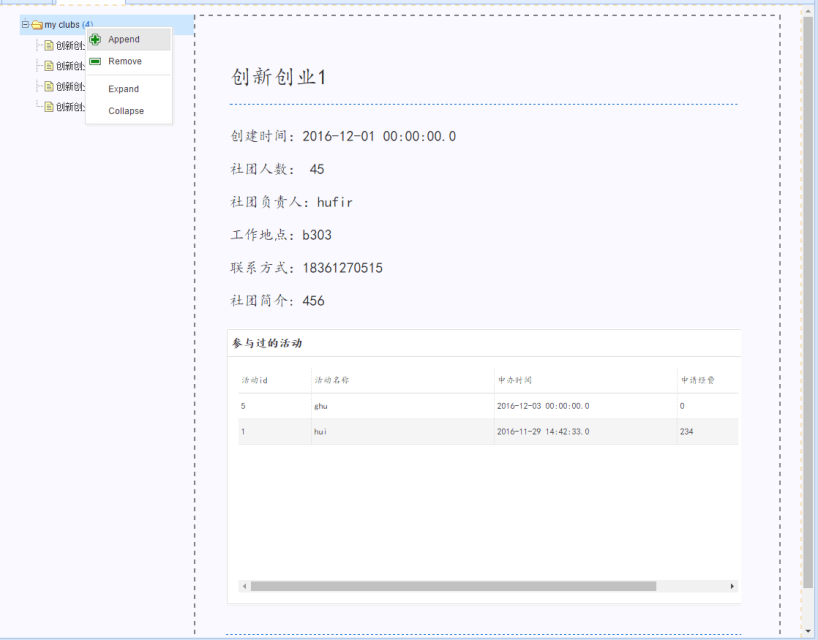 my clubs (4)
创新创
创新创
创新创
创新创
Append
Remove
Expand
Collapse
创新创业1
创建时间: 2016-12-01 00:00:00.0
社团人数: 45
社团负责人: hufir
工作地点: b303
联系方式: 18361270515
社团简介: 456
参与过的活动
活动id 活动名称 申办时间 申请经费
5 ghu 2016-12-03 00:00:00.0 0
1 hui 2016-11-29 14:42:33.0 234